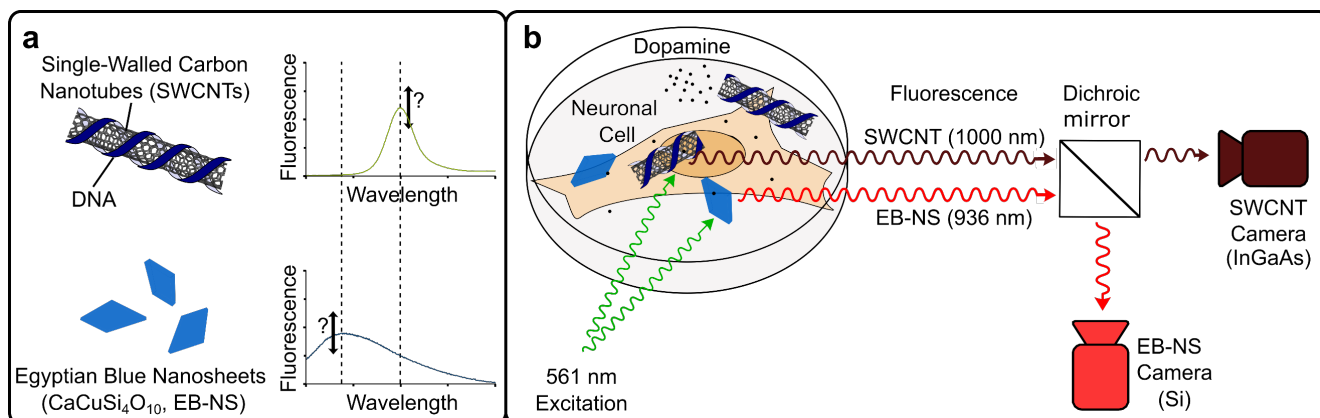 a
Single-Walled Carbon
Nanotubes (SWCNTs)
DNA
Fluorescence
?
Wavelength
Egyptian Blue Nanosheets
(CaCuSi₄O₁₀, EB-NS)
Fluorescence
?
Wavelength
b
Dopamine
Neuronal
Cell
561 nm
Excitation
Fluorescence
SWCNT (1000 nm)
EB-NS (936 nm)
Dichroic
mirror
SWCNT
Camera
(InGaAs)
EB-NS
Camera
(Si)